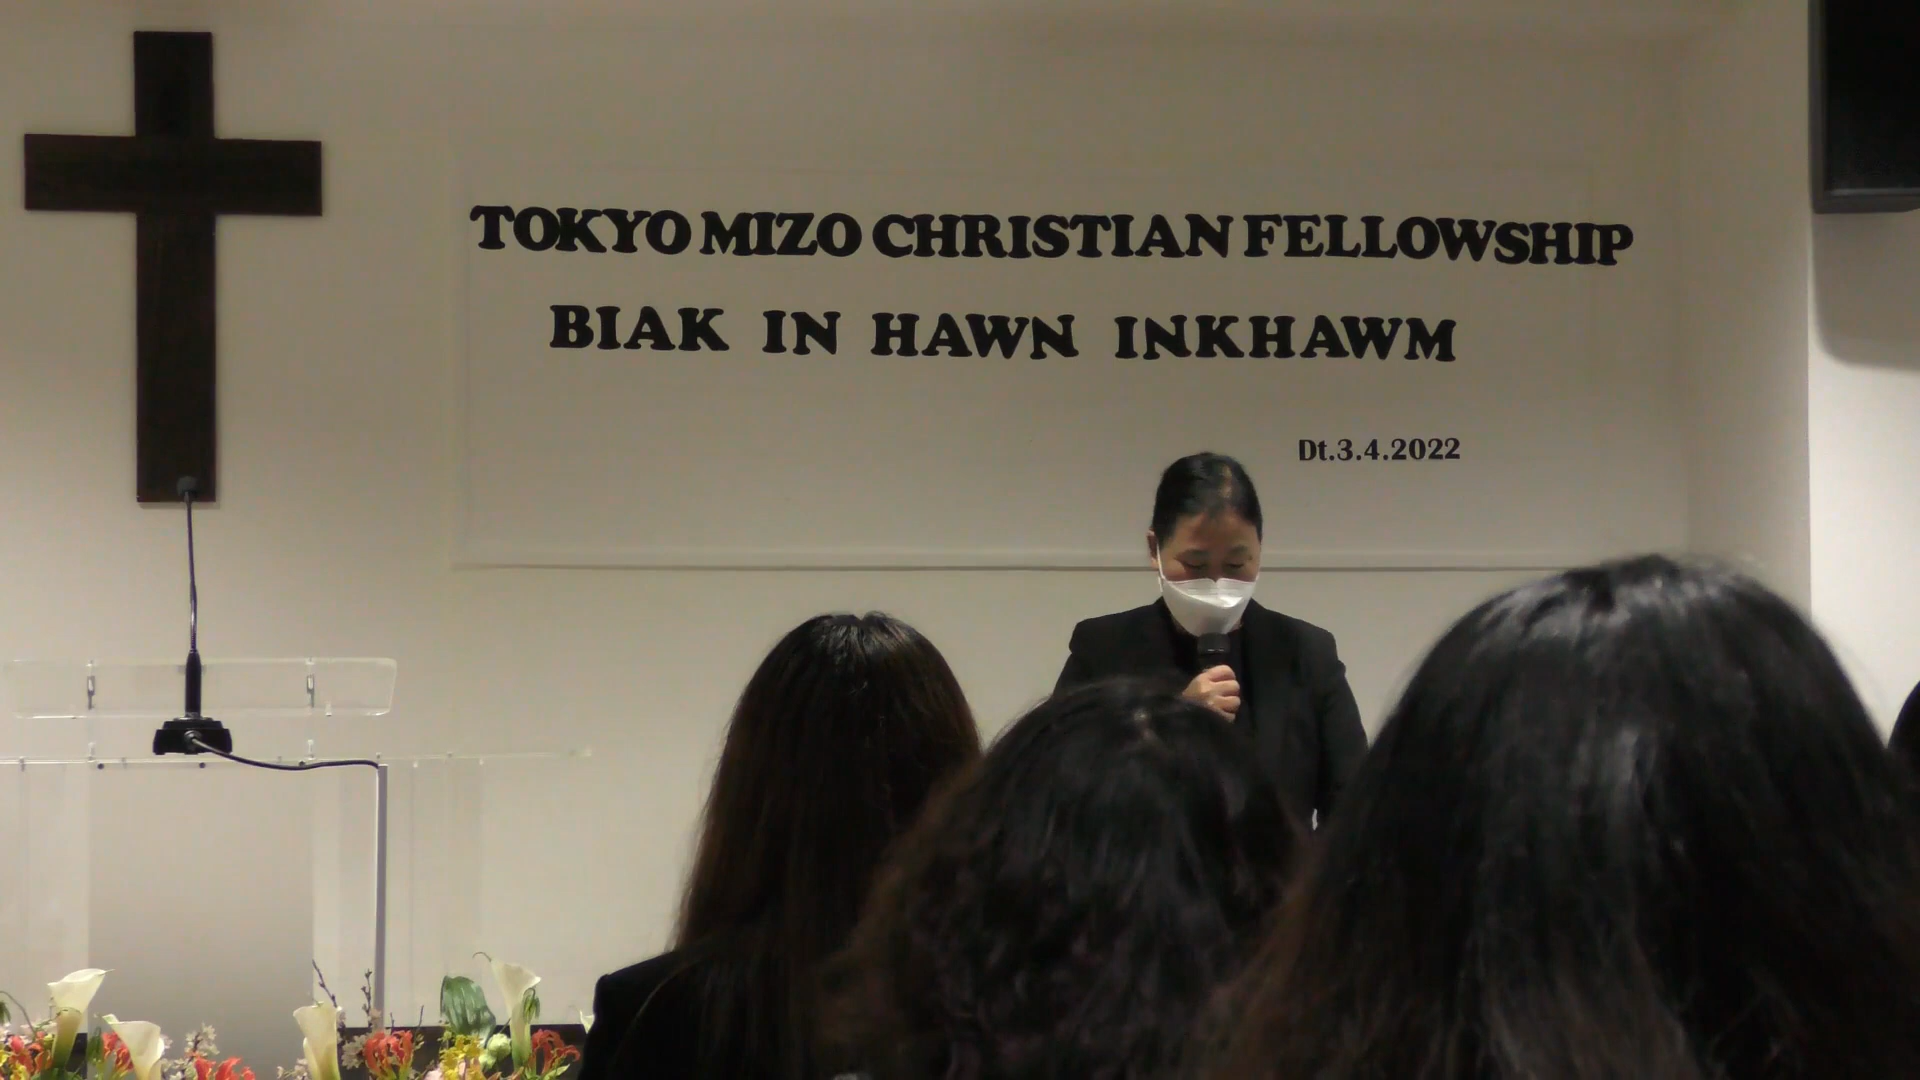 TOKYO MIZO CHRISTIAN FELLOWSHIP
BIAK IN HAWN INKHAWM
Dt.3.4.2022